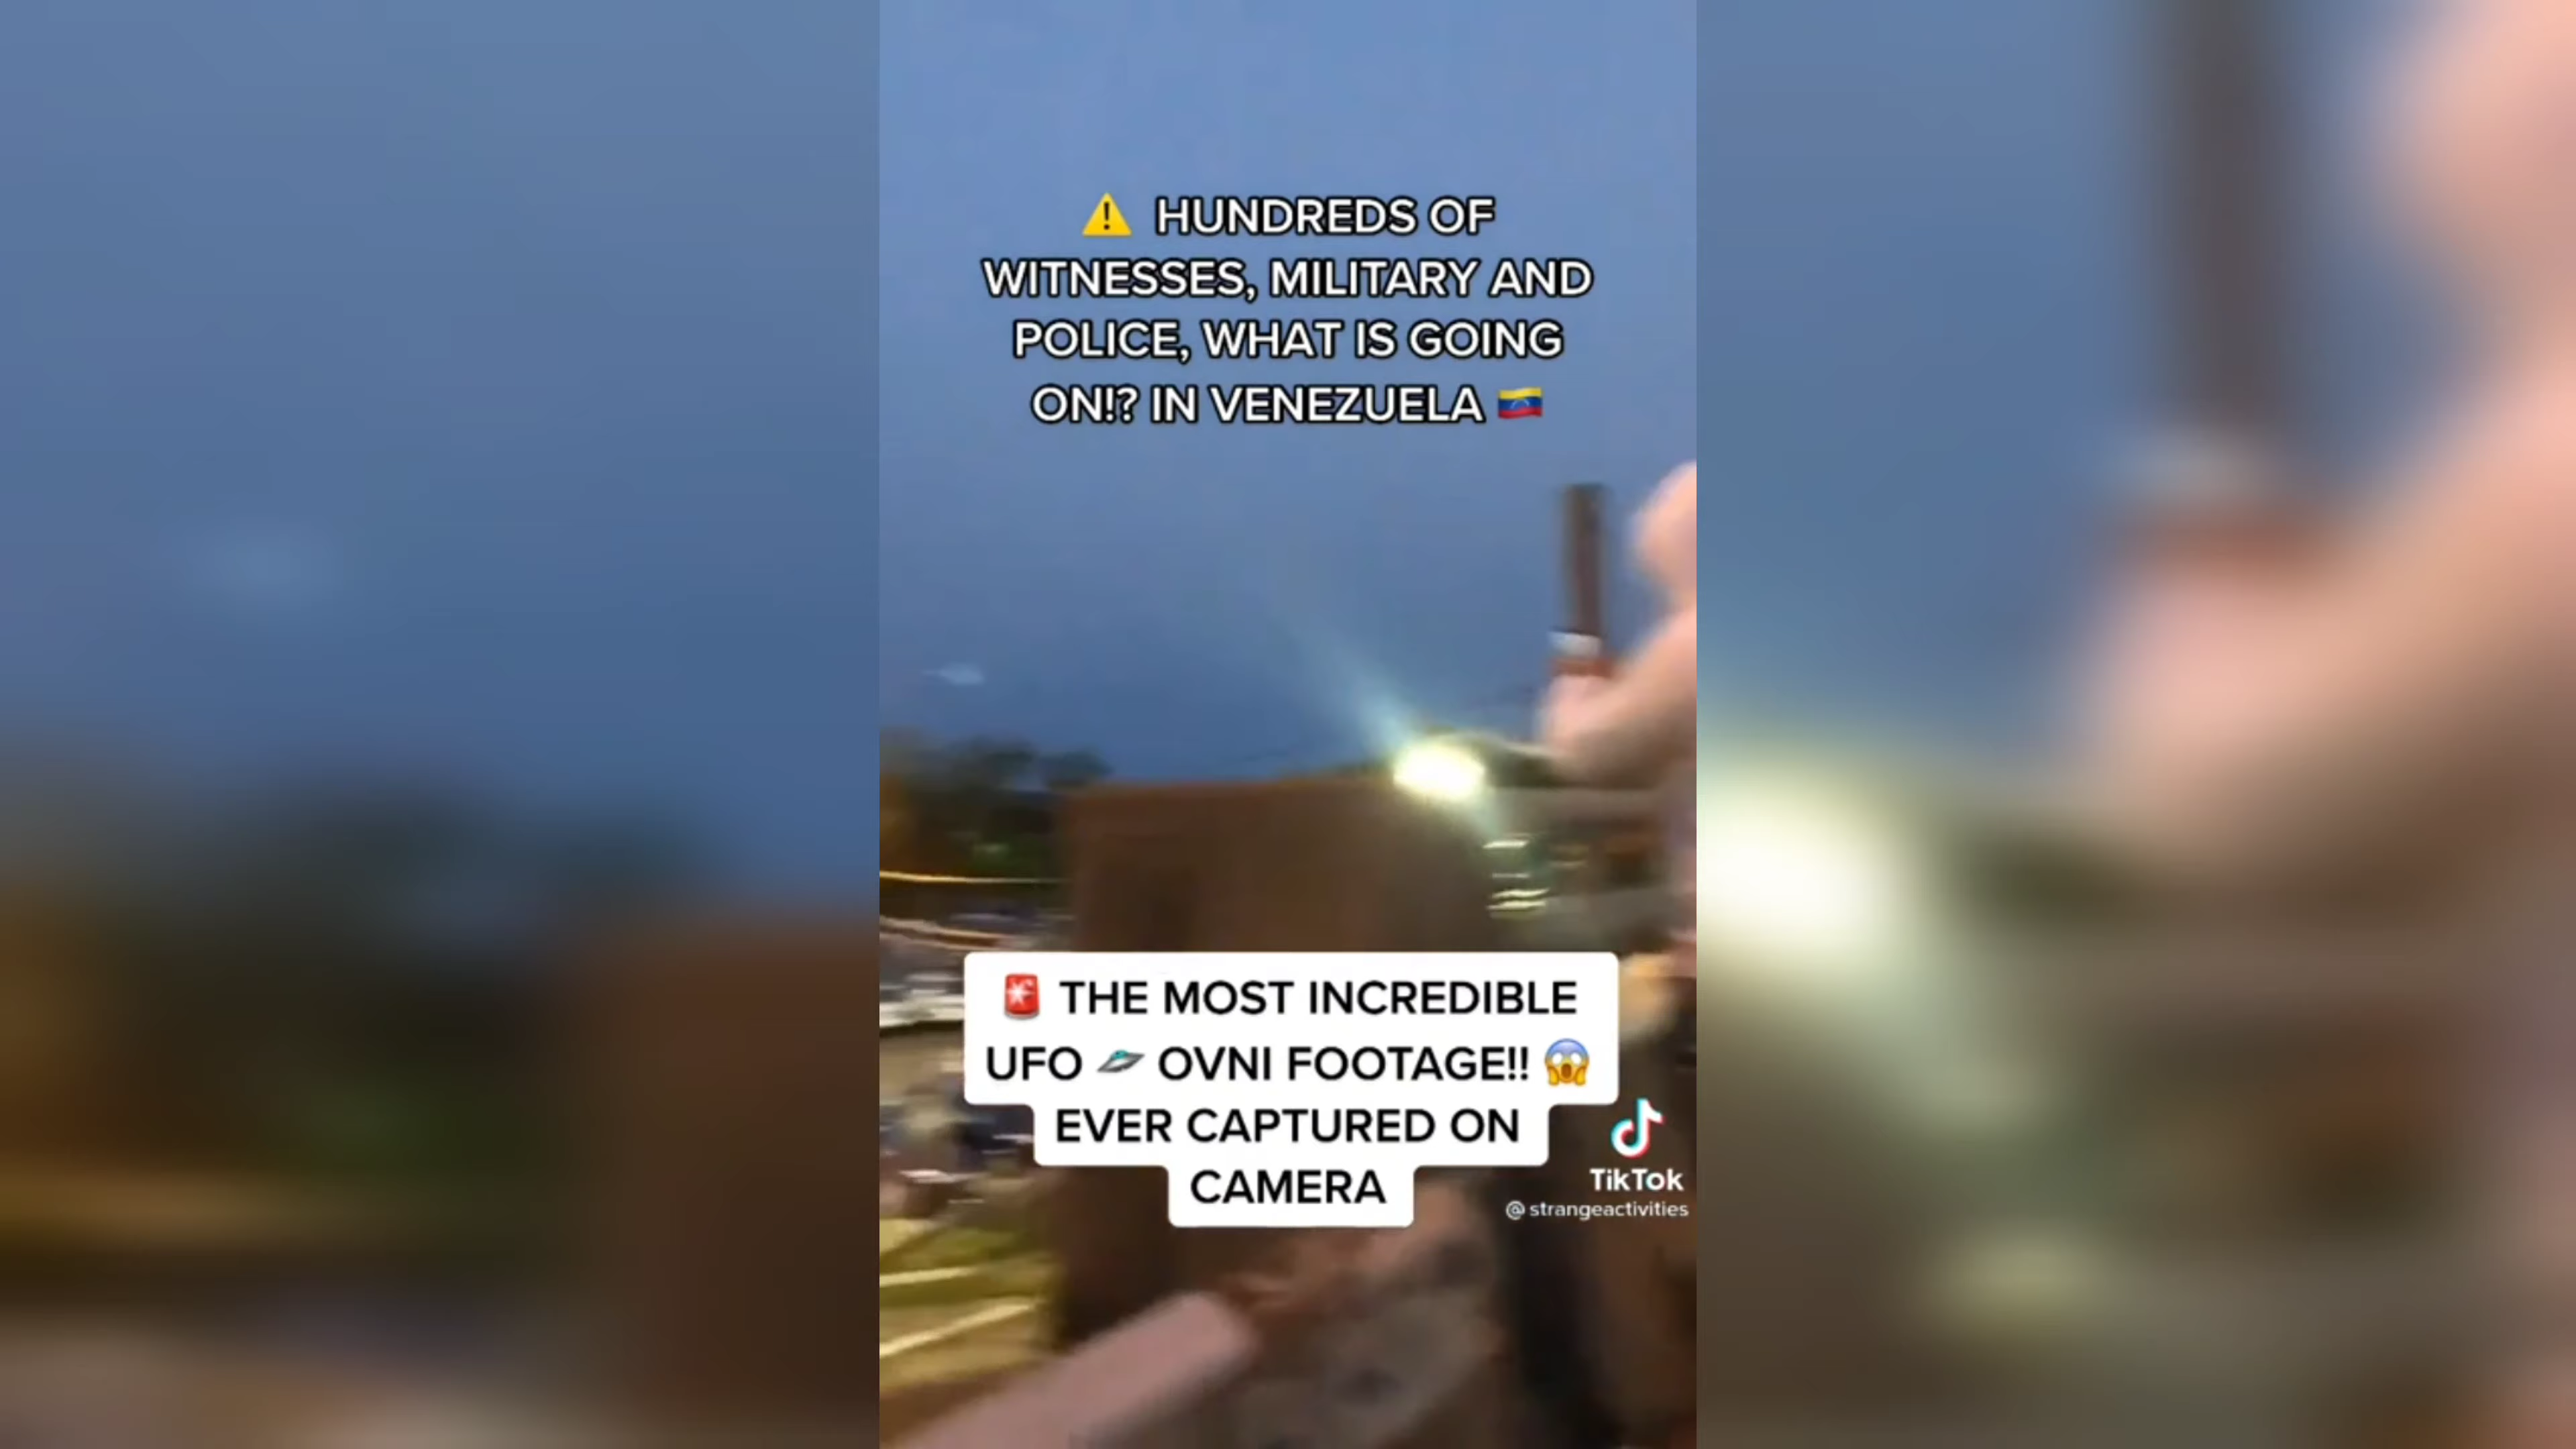 ⚠️ HUNDREDS OF
WITNESSES, MILITARY AND
POLICE, WHAT IS GOING
ON!? IN VENEZUELA 🇻🇪
🚨 THE MOST INCREDIBLE
UFO 🛸 OVNI FOOTAGE!! 😱
EVER CAPTURED ON
CAMERA
TikTok
@strangeactivities